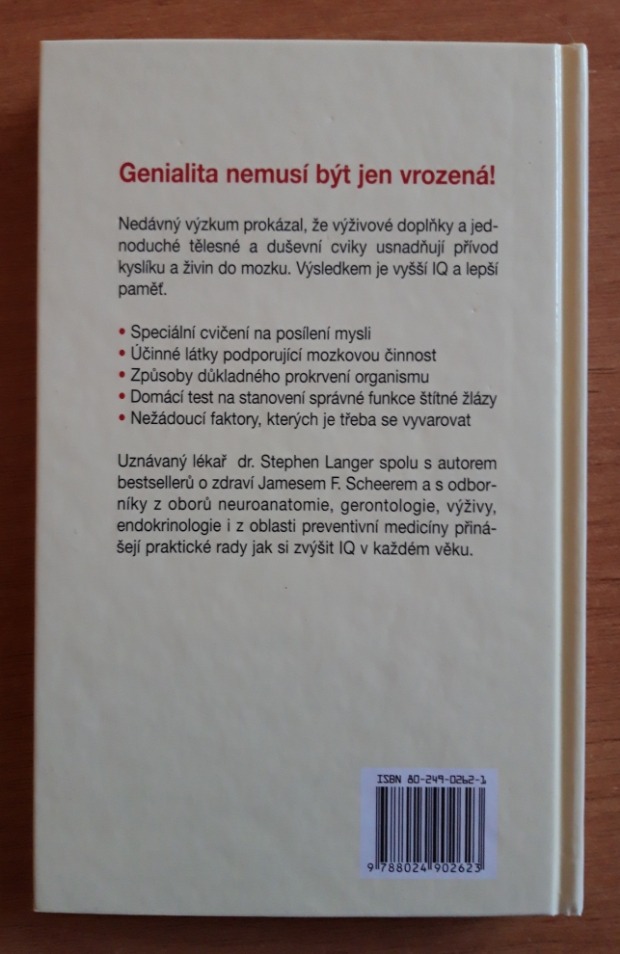 Genialita nemusí být jen vrozená!
Nedávný výzkum prokázal, že výživové doplňky a jed-
noduché tělesné a duševní cviky usnadňují přívod
kyslíku a živin do mozku. Výsledkem je vyšší IQ a lepší
paměť.
• Speciální cvičení na posílení mysli
• Účinné látky podporující mozkovou činnost
• Způsoby důkladného prokrvení organismu
• Domácí test na stanovení správné funkce štítné žlázy
• Nežádoucí faktory, kterých je třeba se vyvarovat
Uznávaný lékař dr. Stephen Langer spolu s autorem
bestsellerů o zdraví Jamesem F. Scheerem a s odbor-
níky z oborů neuroanatomie, gerontologie, výživy,
endokrinologie i z oblasti preventivní medicíny přiná-
šejí praktické rady jak si zvýšit IQ v každém věku.
ISBN 80-249-0262-1
9 788024 902623